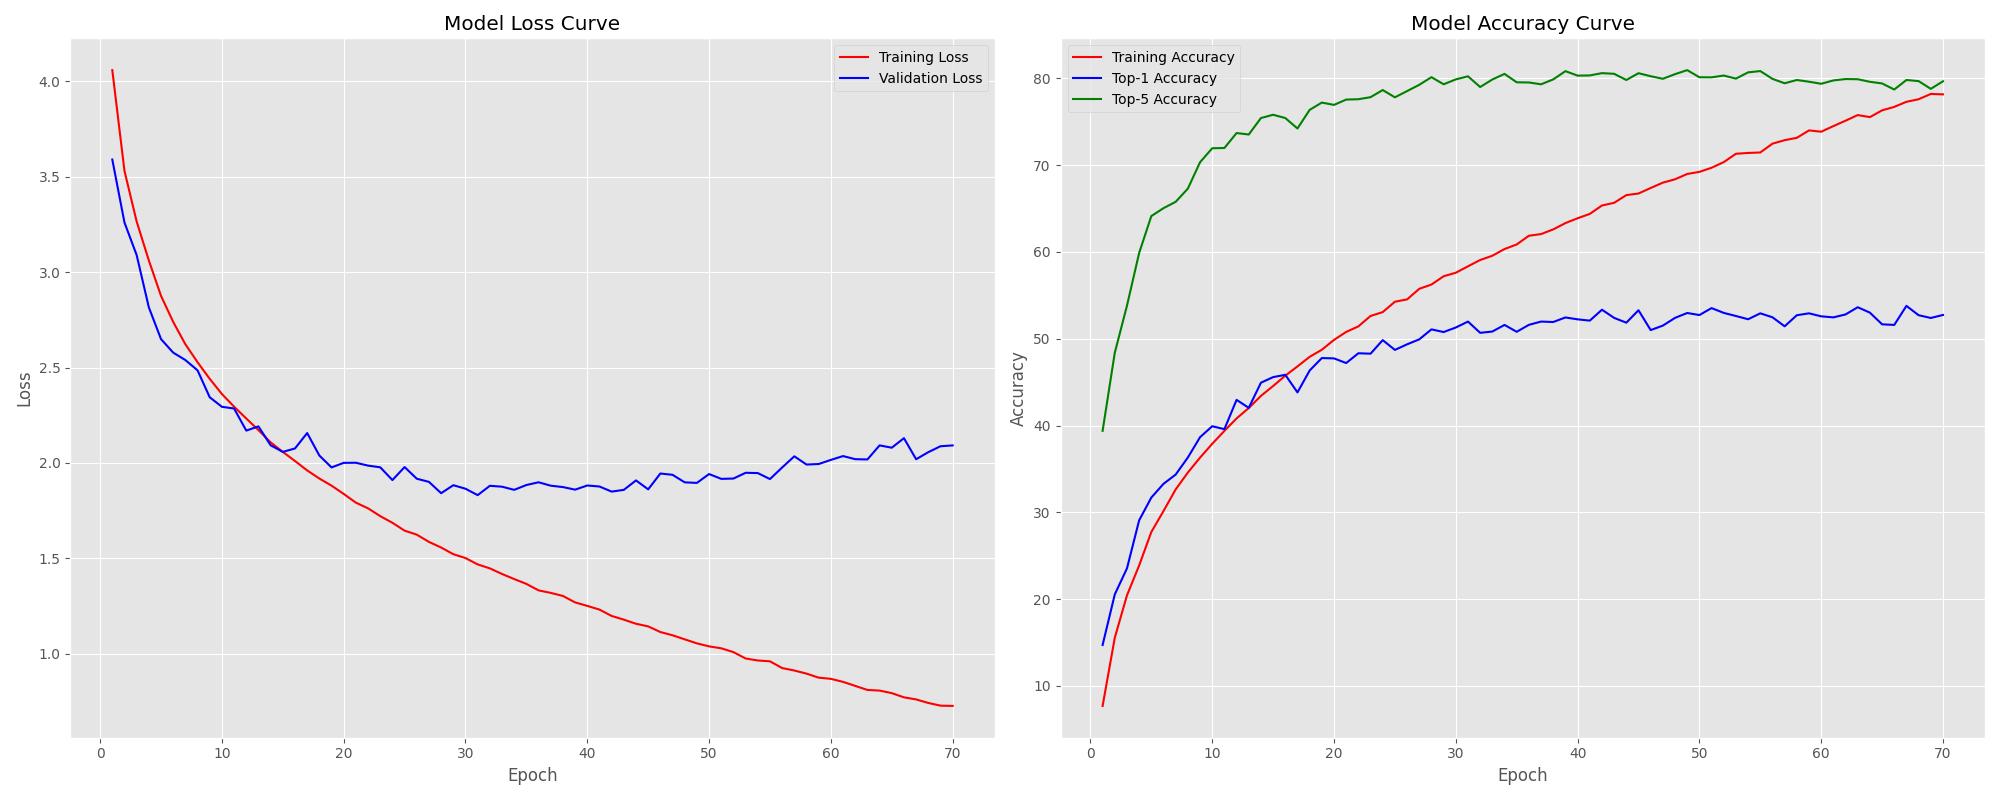 Model Loss Curve
Training Loss
Validation Loss
4.0
3.5
3.0
2.5
2.0
1.5
1.0
Loss
0 10 20 30 40 50 60 70
Epoch
Model Accuracy Curve
Training Accuracy
Top-1 Accuracy
Top-5 Accuracy
80
70
60
50
40
30
20
10
Accuracy
0 10 20 30 40 50 60 70
Epoch